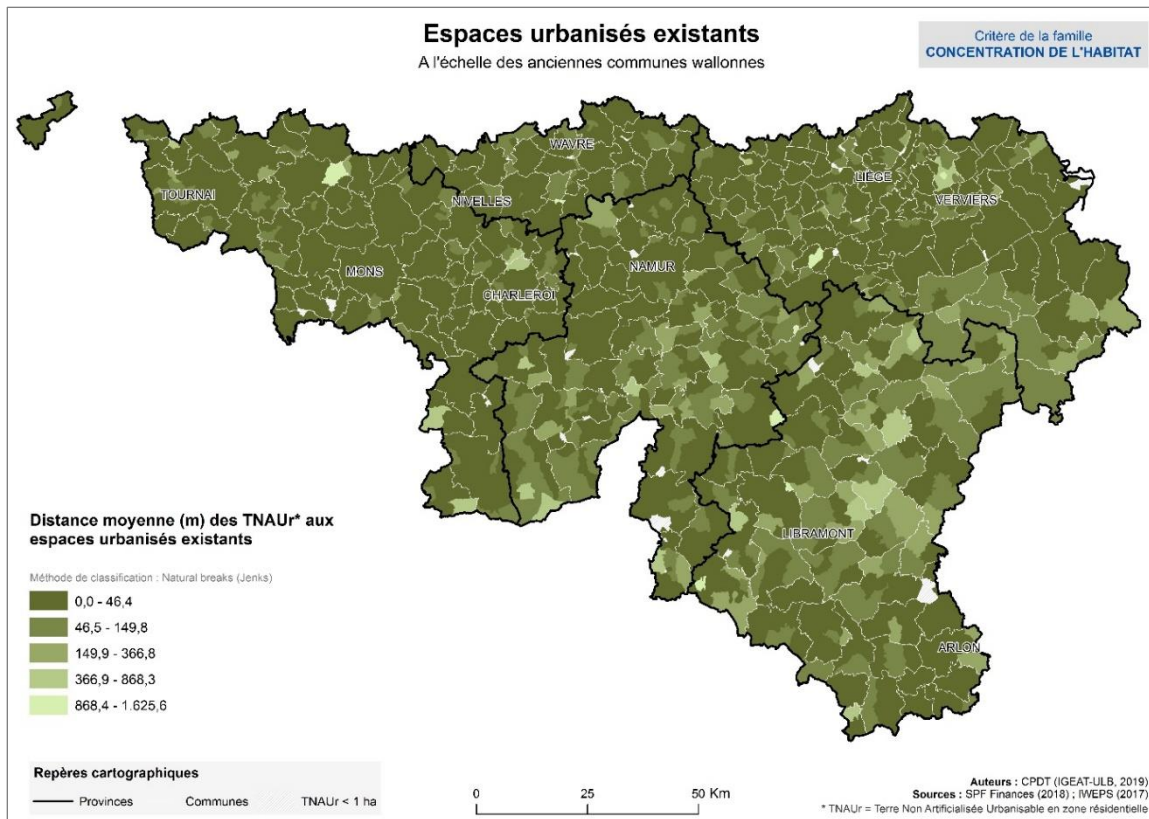 Espaces urbanisés existants
A l'échelle des anciennes communes wallonnes
Critère de la famille
CONCENTRATION DE L'HABITAT
WAVRE
LIÈGE
TOURNAI
NIVELLES
VERVIERS
MONS
NAMUR
CHARLEROI
LIBRAMONT
ARLON
Distance moyenne (m) des TNAUr* aux
espaces urbanisés existants
Méthode de classification : Natural breaks (Jenks)
0,0 - 46,4
46,5 - 149,8
149,9 - 366,8
366,9 - 868,3
868,4 - 1.625,6
Repères cartographiques
Provinces Communes TNAUr < 1 ha
0 25 50 Km
Auteurs : CPDT (IGEAT-ULB, 2019)
Sources : SPF Finances (2018) ; IWEPS (2017)
* TNAUr = Terre Non Artificialisée Urbanisable en zone résidentielle